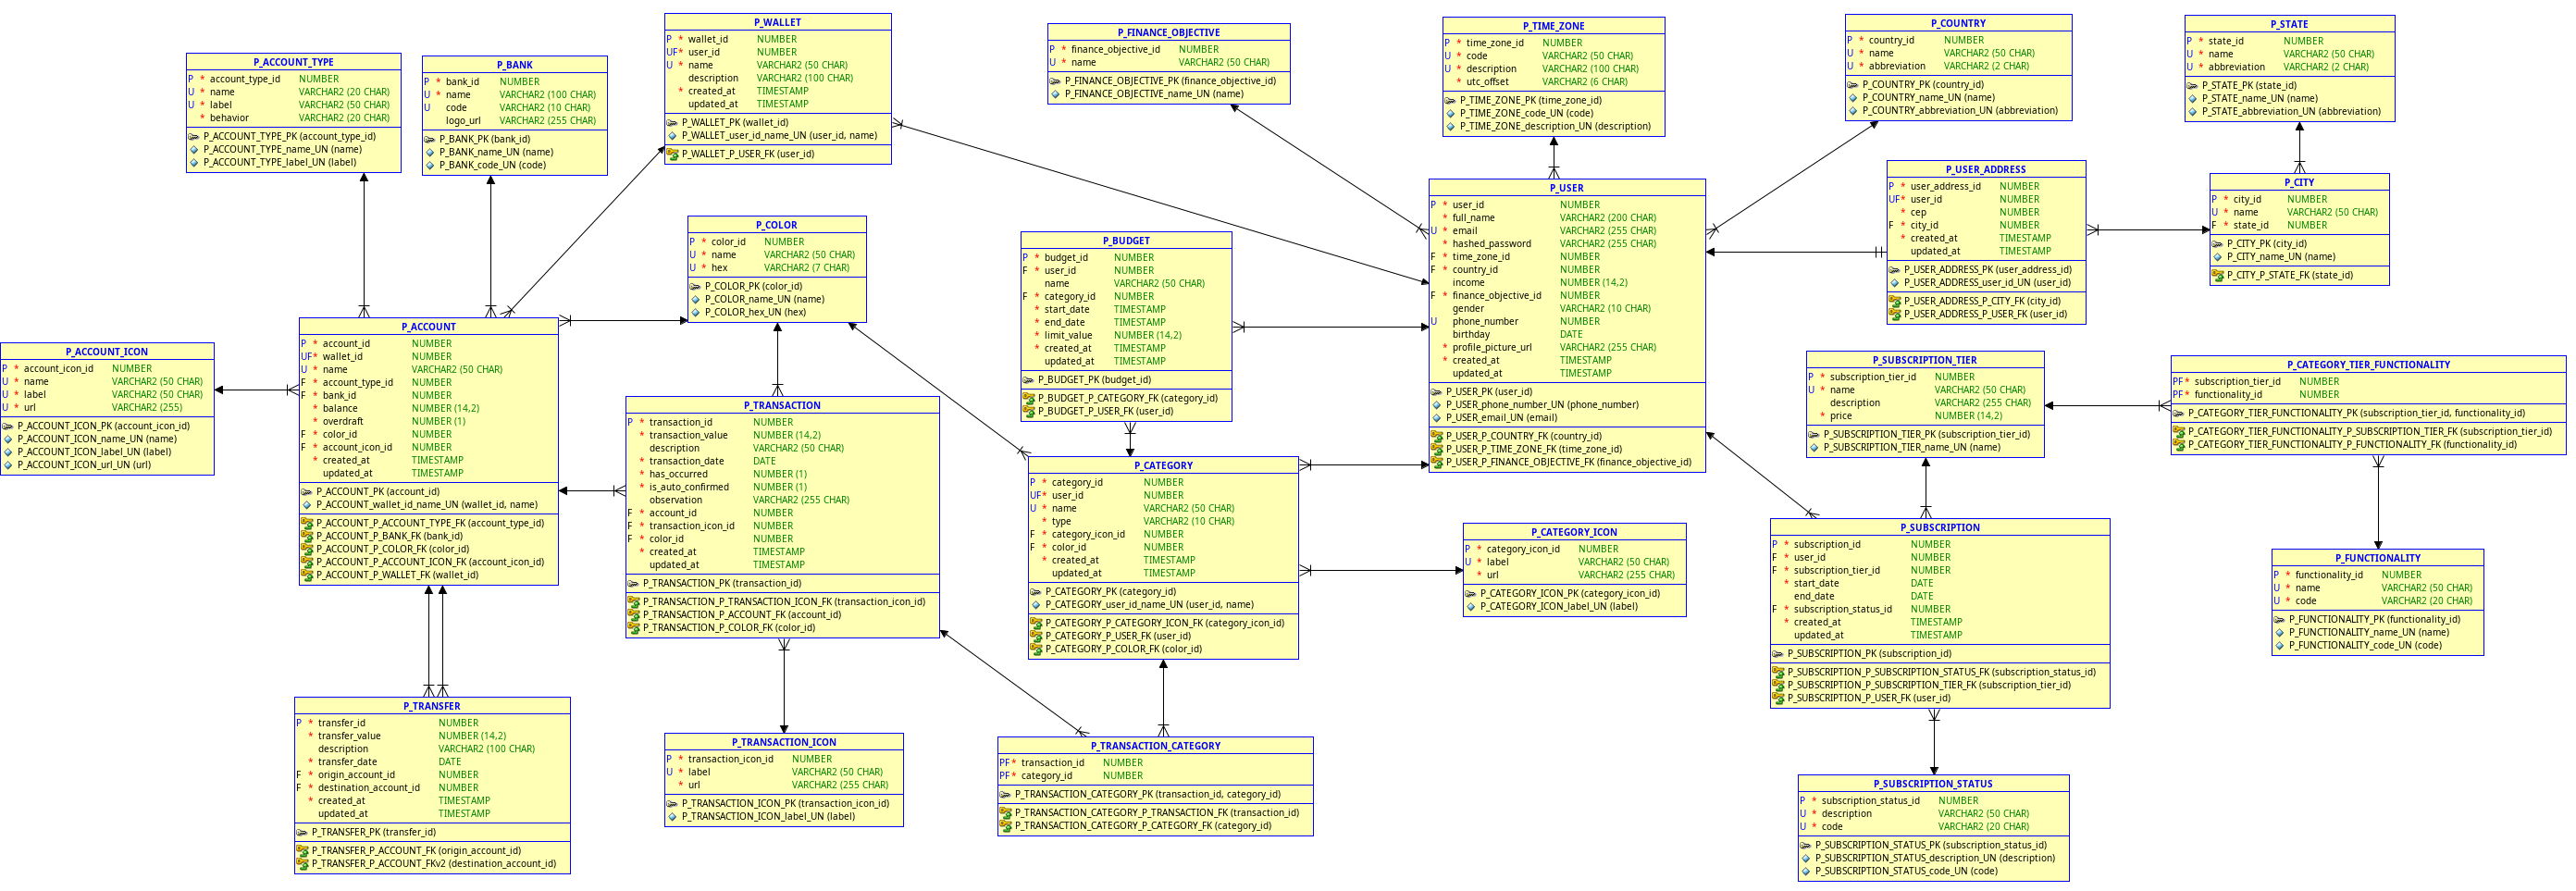 P_ACCOUNT_TYPE
P * account_type_id NUMBER
U * name VARCHAR2 (20 CHAR)
U * label VARCHAR2 (50 CHAR)
* behavior VARCHAR2 (20 CHAR)
P_ACCOUNT_TYPE_PK (account_type_id)
P_ACCOUNT_TYPE_name_UN (name)
P_ACCOUNT_TYPE_label_UN (label)
P_BANK
P * bank_id NUMBER
U * name VARCHAR2 (100 CHAR)
U code VARCHAR2 (10 CHAR)
logo_url VARCHAR2 (255 CHAR)
P_BANK_PK (bank_id)
P_BANK_name_UN (name)
P_BANK_code_UN (code)
P_WALLET
P * wallet_id NUMBER
UF* user_id NUMBER
U * name VARCHAR2 (50 CHAR)
description VARCHAR2 (100 CHAR)
* created_at TIMESTAMP
updated_at TIMESTAMP
P_WALLET_PK (wallet_id)
P_WALLET_user_id_name_UN (user_id, name)
P_WALLET_P_USER_FK (user_id)
P_FINANCE_OBJECTIVE
P * finance_objective_id NUMBER
U * name VARCHAR2 (50 CHAR)
P_FINANCE_OBJECTIVE_PK (finance_objective_id)
P_FINANCE_OBJECTIVE_name_UN (name)
P_TIME_ZONE
P * time_zone_id NUMBER
U * code VARCHAR2 (50 CHAR)
U * description VARCHAR2 (100 CHAR)
* utc_offset VARCHAR2 (6 CHAR)
P_TIME_ZONE_PK (time_zone_id)
P_TIME_ZONE_code_UN (code)
P_TIME_ZONE_description_UN (description)
P_COUNTRY
P * country_id NUMBER
U * name VARCHAR2 (50 CHAR)
U * abbreviation VARCHAR2 (2 CHAR)
P_COUNTRY_PK (country_id)
P_COUNTRY_name_UN (name)
P_COUNTRY_abbreviation_UN (abbreviation)
P_STATE
P * state_id NUMBER
U * name VARCHAR2 (50 CHAR)
U * abbreviation VARCHAR2 (2 CHAR)
P_STATE_PK (state_id)
P_STATE_name_UN (name)
P_STATE_abbreviation_UN (abbreviation)
P_USER_ADDRESS
P * user_address_id NUMBER
UF* user_id NUMBER
* cep NUMBER
F * city_id NUMBER
* created_at TIMESTAMP
updated_at TIMESTAMP
P_USER_ADDRESS_PK (user_address_id)
P_USER_ADDRESS_user_id_UN (user_id)
P_USER_ADDRESS_P_CITY_FK (city_id)
P_USER_ADDRESS_P_USER_FK (user_id)
P_CITY
P * city_id NUMBER
U * name VARCHAR2 (50 CHAR)
F * state_id NUMBER
P_CITY_PK (city_id)
P_CITY_name_UN (name)
P_CITY_P_STATE_FK (state_id)
P_COLOR
P * color_id NUMBER
U * name VARCHAR2 (50 CHAR)
U * hex VARCHAR2 (7 CHAR)
P_COLOR_PK (color_id)
P_COLOR_name_UN (name)
P_COLOR_hex_UN (hex)
P_BUDGET
P * budget_id NUMBER
F * user_id NUMBER
name VARCHAR2 (50 CHAR)
F * category_id NUMBER
* start_date TIMESTAMP
* end_date TIMESTAMP
* limit_value NUMBER (14,2)
* created_at TIMESTAMP
updated_at TIMESTAMP
P_BUDGET_PK (budget_id)
P_BUDGET_P_CATEGORY_FK (category_id)
P_BUDGET_P_USER_FK (user_id)
P_USER
P * user_id NUMBER
* full_name VARCHAR2 (200 CHAR)
U * email VARCHAR2 (255 CHAR)
* hashed_password VARCHAR2 (255 CHAR)
F * time_zone_id NUMBER
F * country_id NUMBER
income NUMBER (14,2)
F * finance_objective_id NUMBER
gender VARCHAR2 (10 CHAR)
U phone_number NUMBER
birthday DATE
* profile_picture_url VARCHAR2 (255 CHAR)
* created_at TIMESTAMP
updated_at TIMESTAMP
P_USER_PK (user_id)
P_USER_phone_number_UN (phone_number)
P_USER_email_UN (email)
P_USER_P_COUNTRY_FK (country_id)
P_USER_P_TIME_ZONE_FK (time_zone_id)
P_USER_P_FINANCE_OBJECTIVE_FK (finance_objective_id)
P_ACCOUNT_ICON
P * account_icon_id NUMBER
U * name VARCHAR2 (50 CHAR)
U * label VARCHAR2 (50 CHAR)
U * url VARCHAR2 (255)
P_ACCOUNT_ICON_PK (account_icon_id)
P_ACCOUNT_ICON_name_UN (name)
P_ACCOUNT_ICON_label_UN (label)
P_ACCOUNT_ICON_url_UN (url)
P_ACCOUNT
P * account_id NUMBER
UF* wallet_id NUMBER
U * name VARCHAR2 (50 CHAR)
F * account_type_id NUMBER
F * bank_id NUMBER
* balance NUMBER (14,2)
* overdraft NUMBER (1)
F * color_id NUMBER
F * account_icon_id NUMBER
* created_at TIMESTAMP
updated_at TIMESTAMP
P_ACCOUNT_PK (account_id)
P_ACCOUNT_wallet_id_name_UN (wallet_id, name)
P_ACCOUNT_P_ACCOUNT_TYPE_FK (account_type_id)
P_ACCOUNT_P_BANK_FK (bank_id)
P_ACCOUNT_P_COLOR_FK (color_id)
P_ACCOUNT_P_ACCOUNT_ICON_FK (account_icon_id)
P_ACCOUNT_P_WALLET_FK (wallet_id)
P_TRANSACTION
P * transaction_id NUMBER
* transaction_value NUMBER (14,2)
description VARCHAR2 (50 CHAR)
* transaction_date DATE
* has_occurred NUMBER (1)
* is_auto_confirmed NUMBER (1)
observation VARCHAR2 (255 CHAR)
F * account_id NUMBER
F * transaction_icon_id NUMBER
F * color_id NUMBER
* created_at TIMESTAMP
updated_at TIMESTAMP
P_TRANSACTION_PK (transaction_id)
P_TRANSACTION_P_TRANSACTION_ICON_FK (transaction_icon_id)
P_TRANSACTION_P_ACCOUNT_FK (account_id)
P_TRANSACTION_P_COLOR_FK (color_id)
P_CATEGORY
P * category_id NUMBER
UF* user_id NUMBER
U * name VARCHAR2 (50 CHAR)
* type VARCHAR2 (10 CHAR)
F * category_icon_id NUMBER
F * color_id NUMBER
* created_at TIMESTAMP
updated_at TIMESTAMP
P_CATEGORY_PK (category_id)
P_CATEGORY_user_id_name_UN (user_id, name)
P_CATEGORY_P_CATEGORY_ICON_FK (category_icon_id)
P_CATEGORY_P_USER_FK (user_id)
P_CATEGORY_P_COLOR_FK (color_id)
P_CATEGORY_ICON
P * category_icon_id NUMBER
U * label VARCHAR2 (50 CHAR)
* url VARCHAR2 (255 CHAR)
P_CATEGORY_ICON_PK (category_icon_id)
P_CATEGORY_ICON_label_UN (label)
P_SUBSCRIPTION_TIER
P * subscription_tier_id NUMBER
U * name VARCHAR2 (50 CHAR)
description VARCHAR2 (255 CHAR)
* price NUMBER (14,2)
P_SUBSCRIPTION_TIER_PK (subscription_tier_id)
P_SUBSCRIPTION_TIER_name_UN (name)
P_CATEGORY_TIER_FUNCTIONALITY
PF* subscription_tier_id NUMBER
PF* functionality_id NUMBER
P_CATEGORY_TIER_FUNCTIONALITY_PK (subscription_tier_id, functionality_id)
P_CATEGORY_TIER_FUNCTIONALITY_P_SUBSCRIPTION_TIER_FK (subscription_tier_id)
P_CATEGORY_TIER_FUNCTIONALITY_P_FUNCTIONALITY_FK (functionality_id)
P_SUBSCRIPTION
P * subscription_id NUMBER
F * user_id NUMBER
F * subscription_tier_id NUMBER
* start_date DATE
end_date DATE
F * subscription_status_id NUMBER
* created_at TIMESTAMP
updated_at TIMESTAMP
P_SUBSCRIPTION_PK (subscription_id)
P_SUBSCRIPTION_P_SUBSCRIPTION_STATUS_FK (subscription_status_id)
P_SUBSCRIPTION_P_SUBSCRIPTION_TIER_FK (subscription_tier_id)
P_SUBSCRIPTION_P_USER_FK (user_id)
P_FUNCTIONALITY
P * functionality_id NUMBER
U * name VARCHAR2 (50 CHAR)
U * code VARCHAR2 (20 CHAR)
P_FUNCTIONALITY_PK (functionality_id)
P_FUNCTIONALITY_name_UN (name)
P_FUNCTIONALITY_code_UN (code)
P_TRANSFER
P * transfer_id NUMBER
* transfer_value NUMBER (14,2)
description VARCHAR2 (100 CHAR)
* transfer_date DATE
F * origin_account_id NUMBER
F * destination_account_id NUMBER
* created_at TIMESTAMP
updated_at TIMESTAMP
P_TRANSFER_PK (transfer_id)
P_TRANSFER_P_ACCOUNT_FK (origin_account_id)
P_TRANSFER_P_ACCOUNT_FKv2 (destination_account_id)
P_TRANSACTION_ICON
P * transaction_icon_id NUMBER
U * label VARCHAR2 (50 CHAR)
* url VARCHAR2 (255 CHAR)
P_TRANSACTION_ICON_PK (transaction_icon_id)
P_TRANSACTION_ICON_label_UN (label)
P_TRANSACTION_CATEGORY
PF* transaction_id NUMBER
PF* category_id NUMBER
P_TRANSACTION_CATEGORY_PK (transaction_id, category_id)
P_TRANSACTION_CATEGORY_P_TRANSACTION_FK (transaction_id)
P_TRANSACTION_CATEGORY_P_CATEGORY_FK (category_id)
P_SUBSCRIPTION_STATUS
P * subscription_status_id NUMBER
U * description VARCHAR2 (50 CHAR)
U * code VARCHAR2 (20 CHAR)
P_SUBSCRIPTION_STATUS_PK (subscription_status_id)
P_SUBSCRIPTION_STATUS_description_UN (description)
P_SUBSCRIPTION_STATUS_code_UN (code)